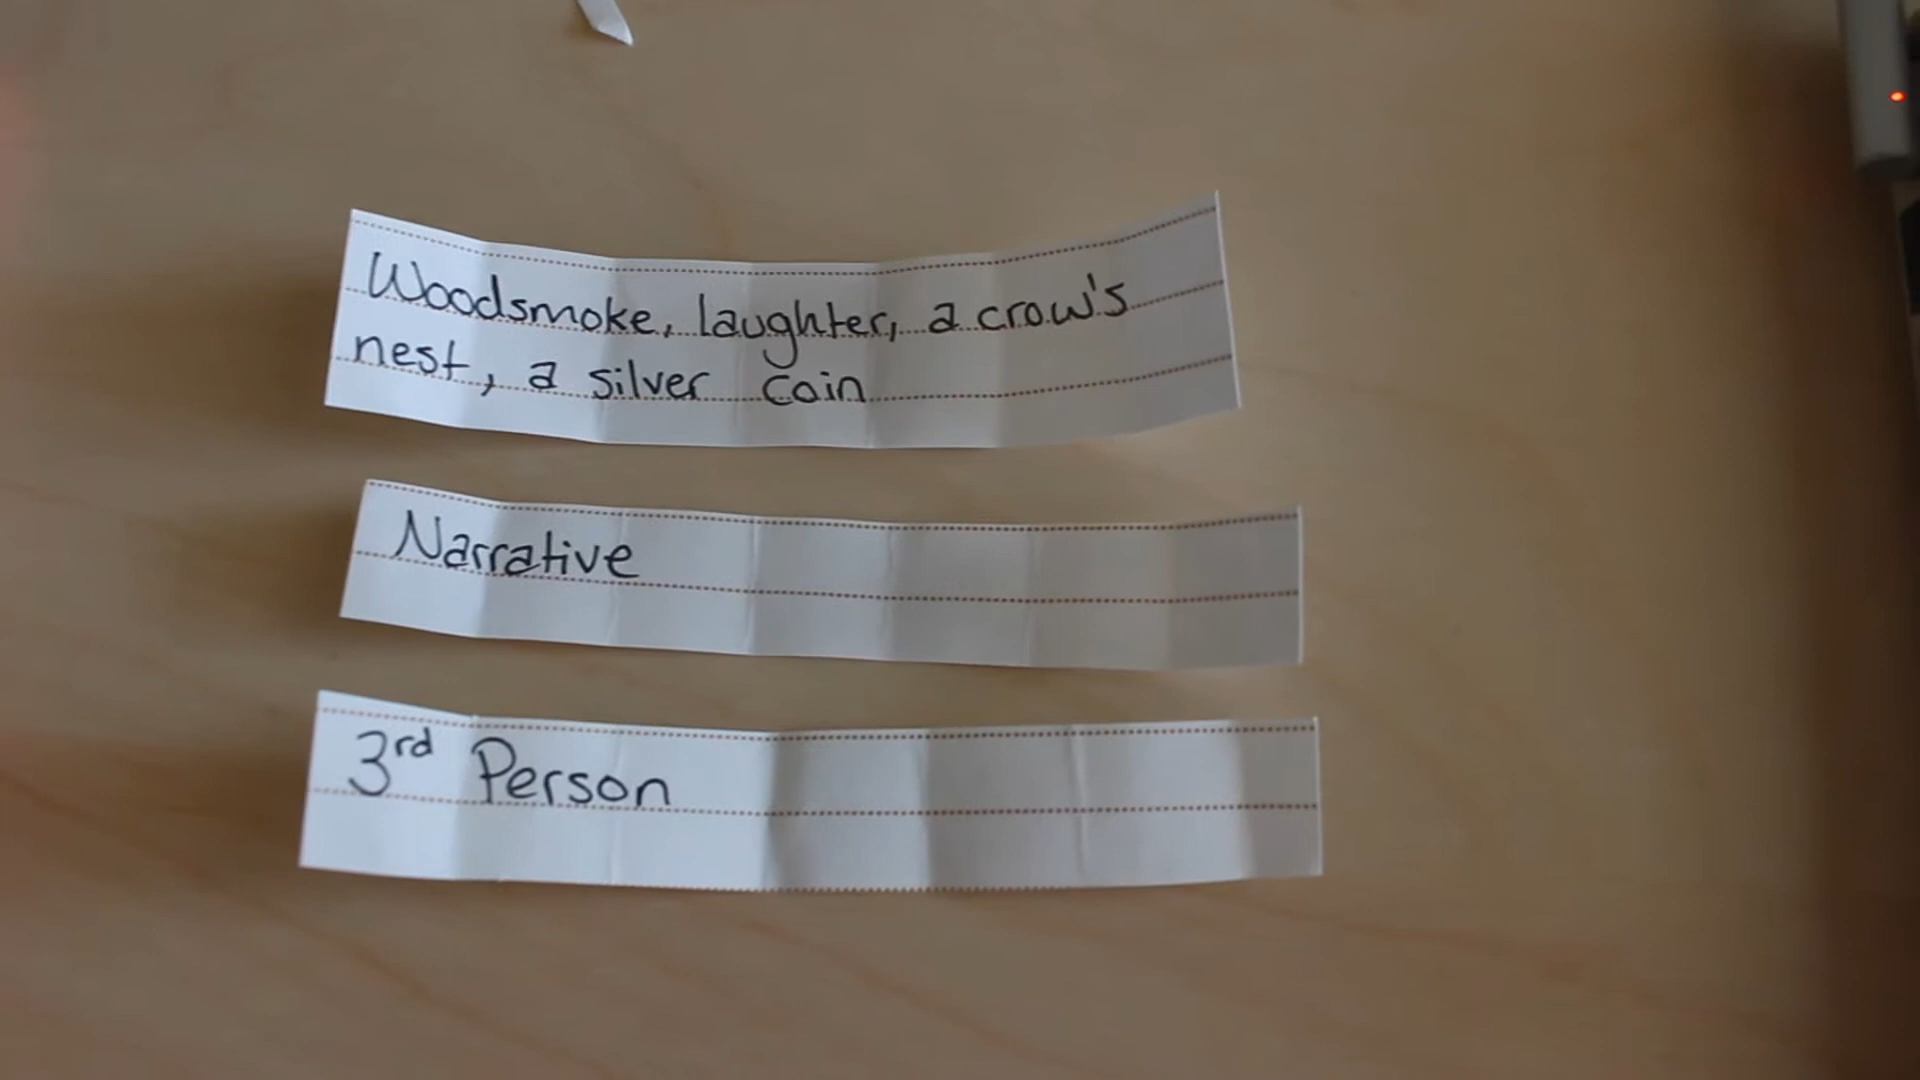 Woodsmoke, laughter, a crow's
nest, a silver coin
Narrative
3rd Person